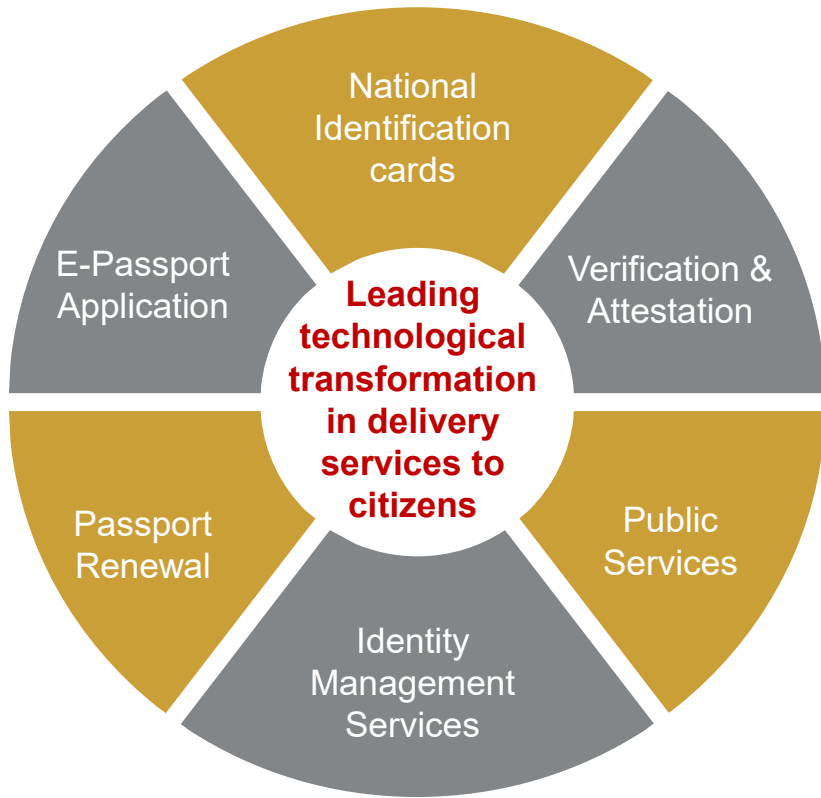 National
Identification
cards
Verification &
Attestation
Public
Services
Identity
Management
Services
Passport
Renewal
E-Passport
Application
Leading
technological
transformation
in delivery
services to
citizens